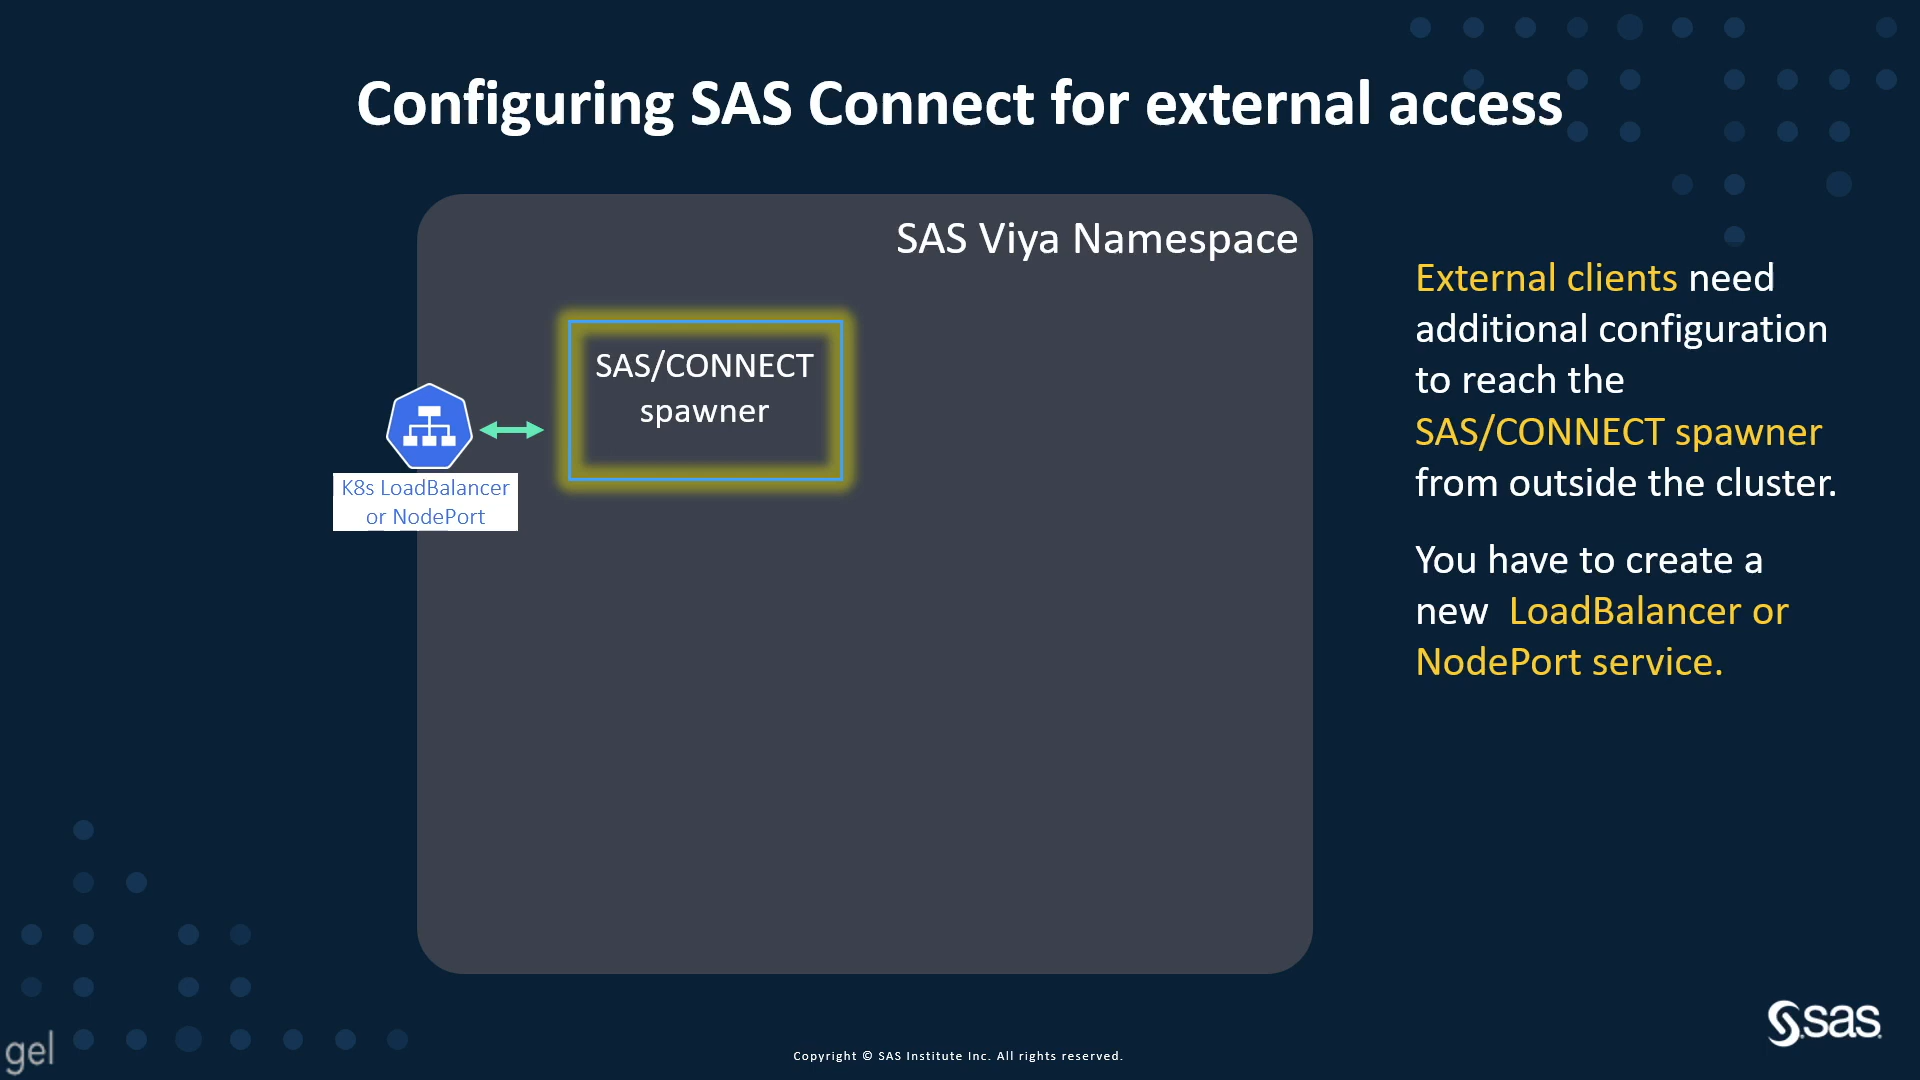 Configuring SAS Connect for external access
SAS Viya Namespace
SAS/CONNECT
spawner
K8s LoadBalancer
or NodePort
External clients need
additional configuration
to reach the
SAS/CONNECT spawner
from outside the cluster.
You have to create a
new LoadBalancer or
NodePort service.
sas
gel
Copyright © SAS Institute Inc. All rights reserved.